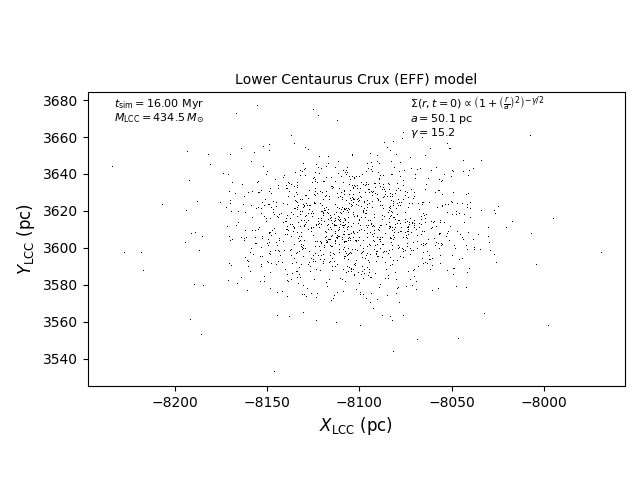 Lower Centaurus Crux (EFF) model
t_sim = 16.00 Myr
M_LCC = 434.5 M_⊙
Σ(r, t = 0) ∝ (1 + (r/a)²)^(−γ/2)
a = 50.1 pc
γ = 15.2
3680
3660
3640
3620
3600
3580
3560
3540
Y_LCC (pc)
−8200 −8150 −8100 −8050 −8000
X_LCC (pc)